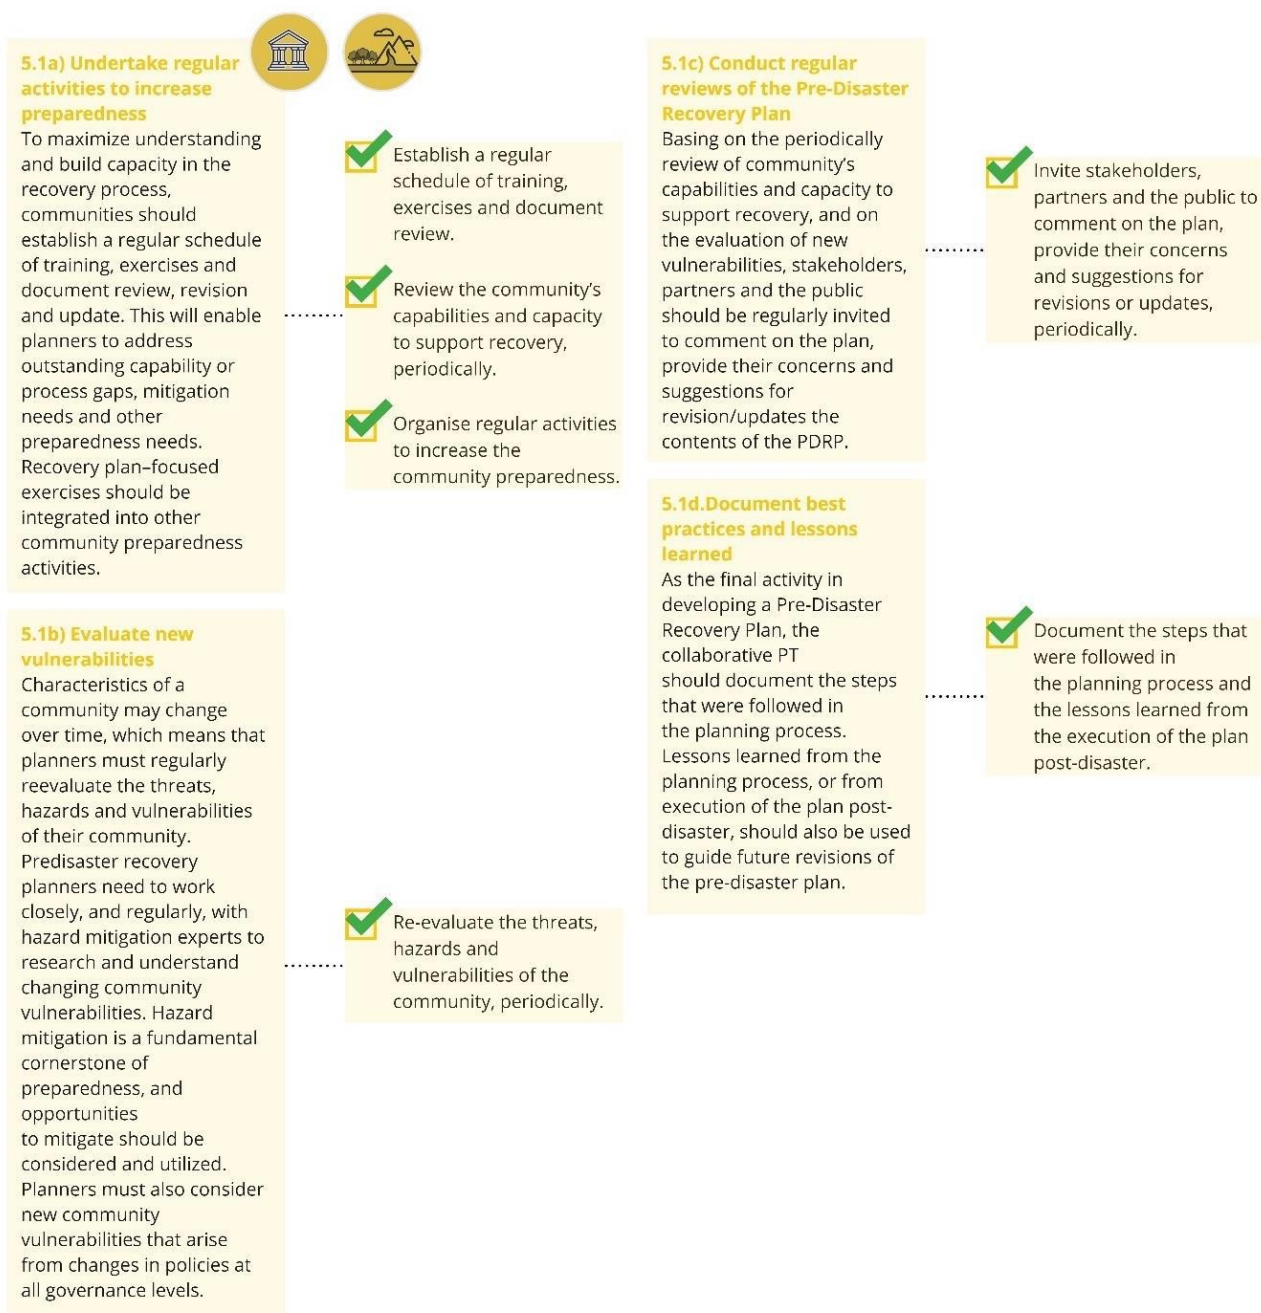 5.1a) Undertake regular
activities to increase
preparedness
To maximize understanding
and build capacity in the
recovery process,
communities should
establish a regular schedule
of training, exercises and
document review, revision
and update. This will enable
planners to address
outstanding capability or
process gaps, mitigation
needs and other
preparedness needs.
Recovery plan–focused
exercises should be
integrated into other
community preparedness
activities.
Establish a regular
schedule of training,
exercises and document
review.
Review the community’s
capabilities and capacity
to support recovery,
periodically.
Organise regular activities
to increase the
community preparedness.
5.1b) Evaluate new
vulnerabilities
Characteristics of a
community may change
over time, which means that
planners must regularly
reevaluate the threats,
hazards and vulnerabilities
of their community.
Predisaster recovery
planners need to work
closely, and regularly, with
hazard mitigation experts to
research and understand
changing community
vulnerabilities. Hazard
mitigation is a fundamental
cornerstone of
preparedness, and
opportunities
to mitigate should be
considered and utilized.
Planners must also consider
new community
vulnerabilities that arise
from changes in policies at
all governance levels.
Re-evaluate the threats,
hazards and
vulnerabilities of the
community, periodically.
5.1c) Conduct regular
reviews of the Pre-Disaster
Recovery Plan
Basing on the periodically
review of community’s
capabilities and capacity to
support recovery, and on
the evaluation of new
vulnerabilities, stakeholders,
partners and the public
should be regularly invited
to comment on the plan,
provide their concerns and
suggestions for
revision/updates the
contents of the PDRP.
Invite stakeholders,
partners and the public to
comment on the plan,
provide their concerns
and suggestions for
revisions or updates,
periodically.
5.1d.Document best
practices and lessons
learned
As the final activity in
developing a Pre-Disaster
Recovery Plan, the
collaborative PT
should document the steps
that were followed in
the planning process.
Lessons learned from the
planning process, or from
execution of the plan post-
disaster, should also be used
to guide future revisions of
the pre-disaster plan.
Document the steps that
were followed in
the planning process and
the lessons learned from
the execution of the plan
post-disaster.